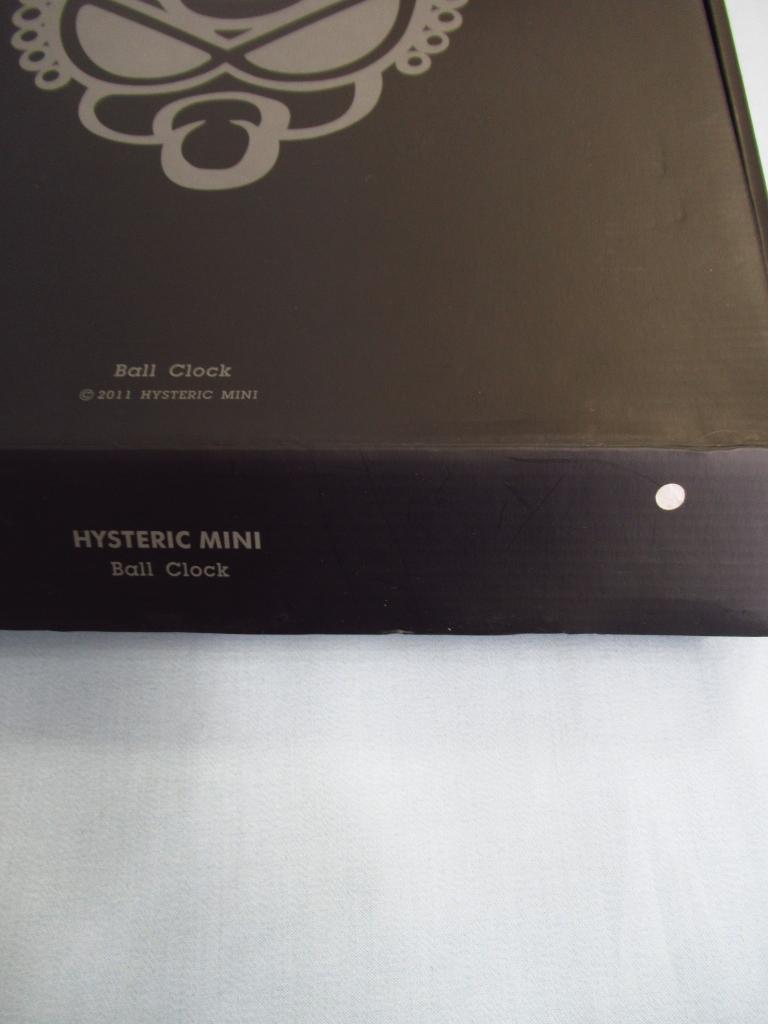 Ball Clock
©2011 HYSTERIC MINI
HYSTERIC MINI
Ball Clock